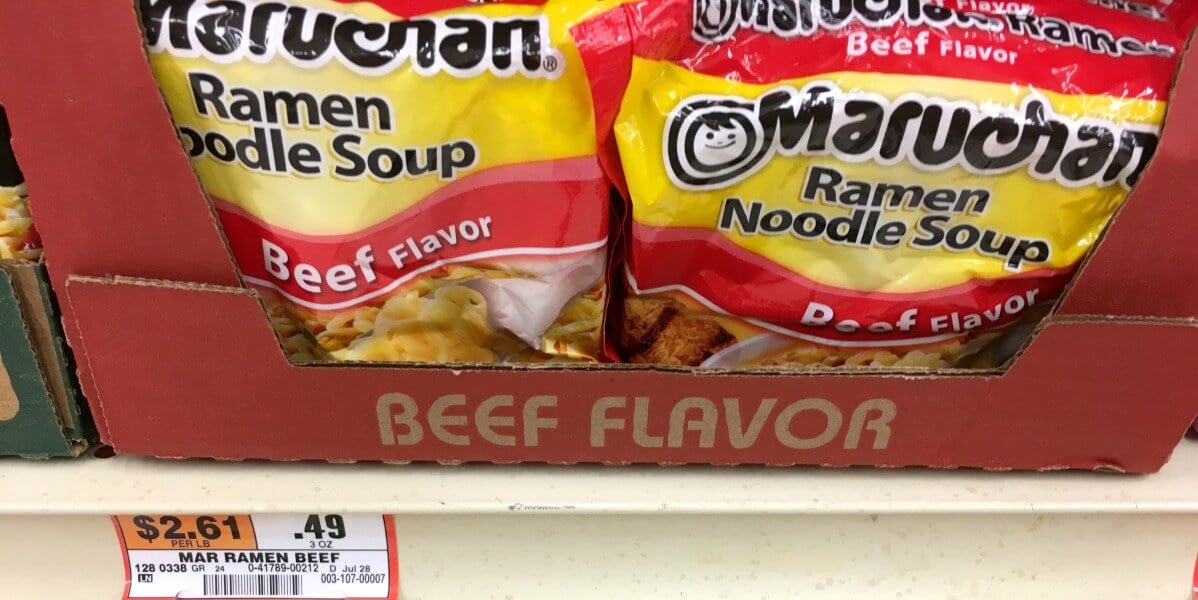 Maruchan®
Ramen
Noodle Soup
Beef Flavor
Ramen
Beef Flavor
Maruchan
Ramen
Noodle Soup
Beef Flavor
BEEF FLAVOR
$2.61 .49
PER LB 3 OZ
MAR RAMEN BEEF
128 0338 GR 24 0-41789-00212 D Jul 28
LN 003-107-00007